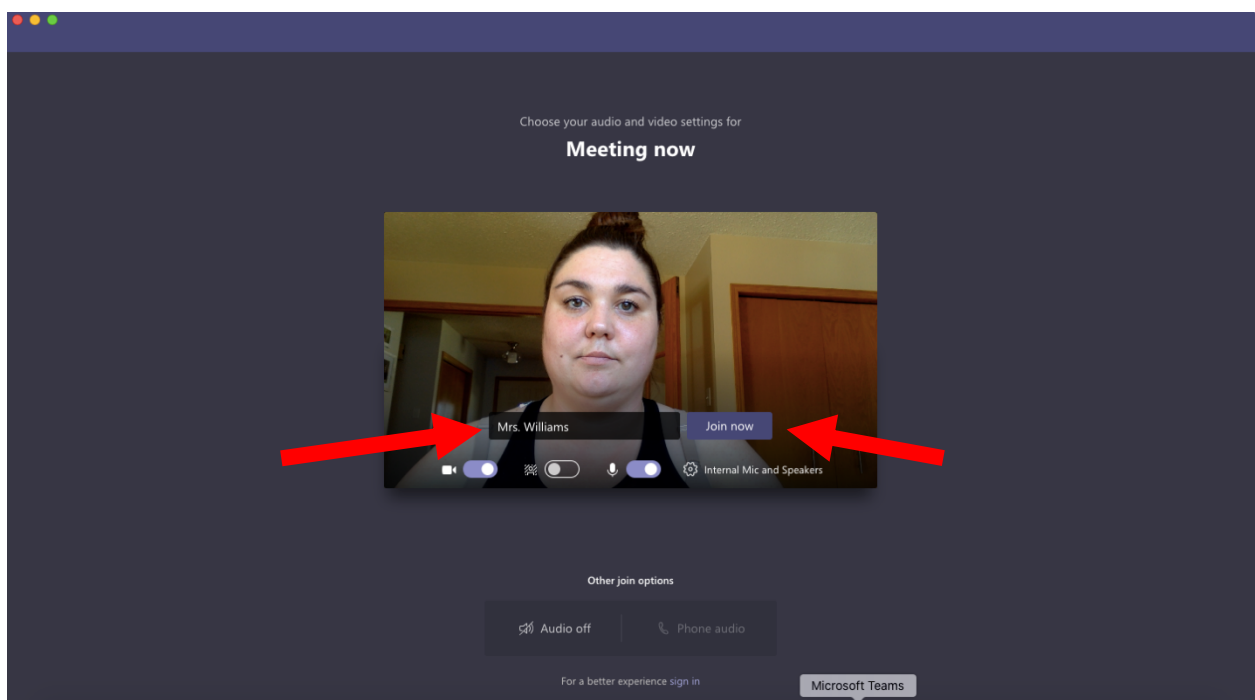 Choose your audio and video settings for
Meeting now
Mrs. Williams
Join now
Internal Mic and Speakers
Other join options
Audio off
Phone audio
For a better experience sign in
Microsoft Teams